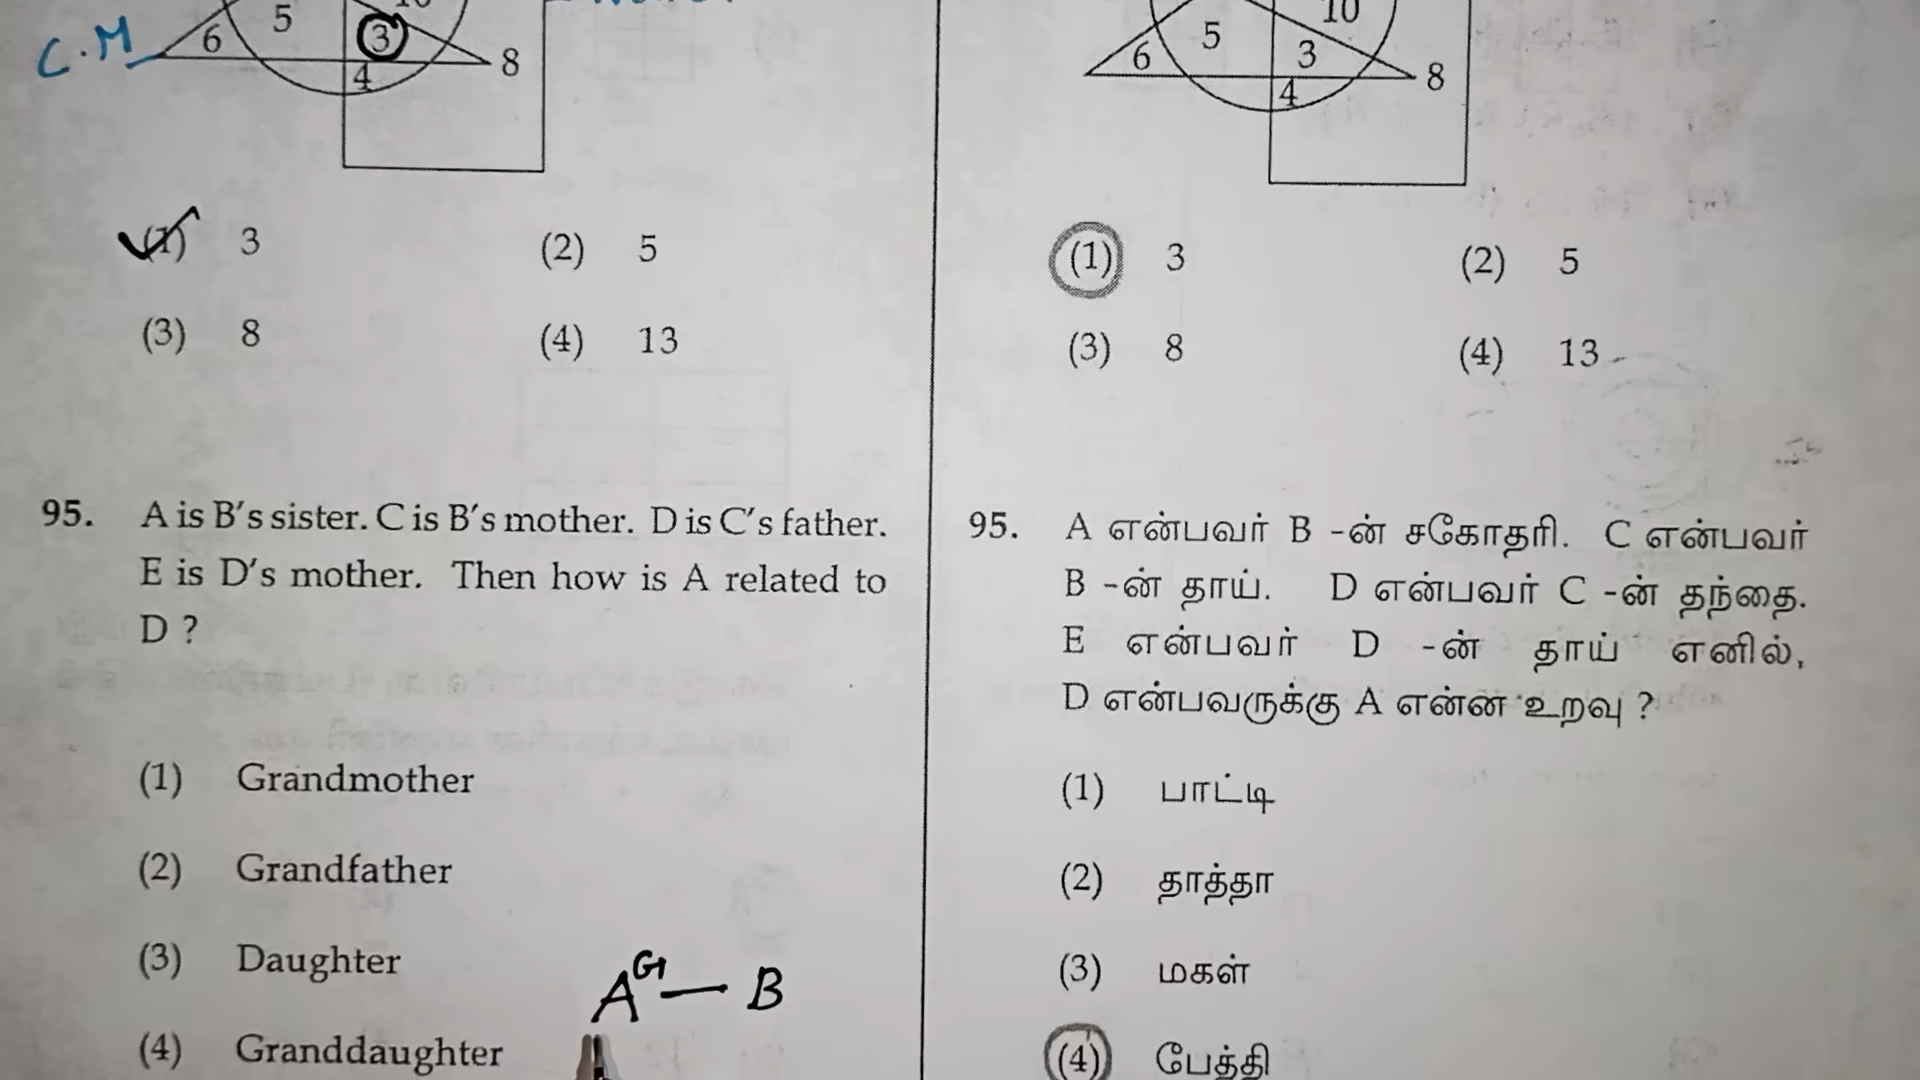 C.M
6
5
3
4
8
(1) 3
(2) 5
(3) 8
(4) 13
95. A is B's sister. C is B's mother. D is C's father.
E is D's mother. Then how is A related to
D ?
(1) Grandmother
(2) Grandfather
(3) Daughter
(4) Granddaughter
A G — B
10
6
5
3
4
8
(1) 3
(2) 5
(3) 8
(4) 13
95. A என்பவர் B -ன் சகோதரி. C என்பவர்
B -ன் தாய். D என்பவர் C -ன் தந்தை.
E என்பவர் D -ன் தாய் எனில்,
D என்பவருக்கு A என்ன உறவு ?
(1) பாட்டி
(2) தாத்தா
(3) மகள்
(4) பேத்தி